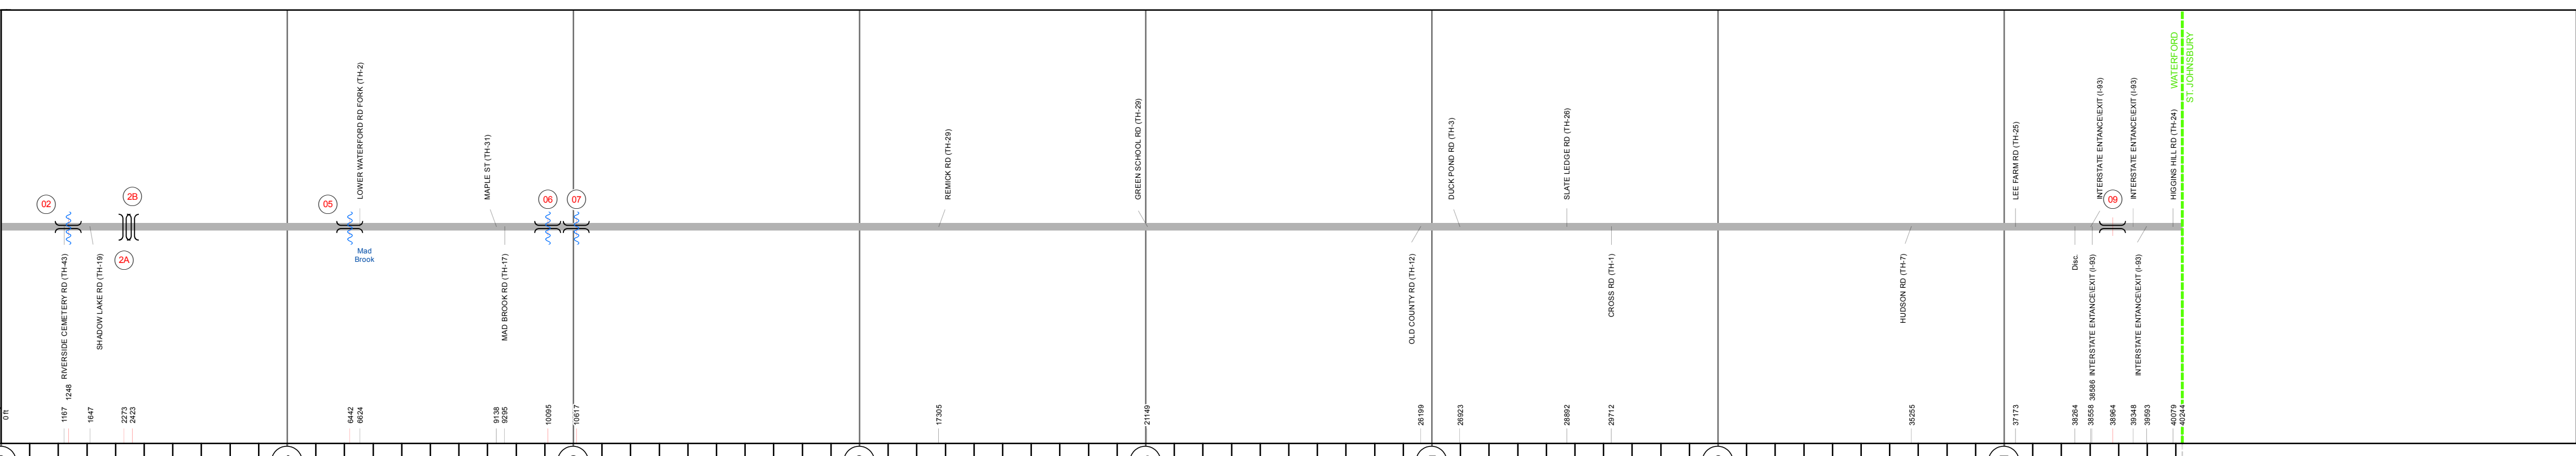 WATERFORD
ST. JOHNSBURY
LOWER WATERFORD RD FORK (TH-2)
MAPLE ST (TH-31)
REMICK RD (TH-29)
GREEN SCHOOL RD (TH-29)
DUCK POND RD (TH-3)
SLATE LEDGE RD (TH-26)
LEE FARM RD (TH-25)
INTERSTATE ENTANCE\EXIT (I-93)
INTERSTATE ENTANCE\EXIT (I-93)
HIGGINS HILL RD (TH-24)
02
2B
05
06
07
09
2A
Mad
Brook
RIVERSIDE CEMETERY RD (TH-43)
SHADOW LAKE RD (TH-19)
MAD BROOK RD (TH-17)
OLD COUNTY RD (TH-12)
CROSS RD (TH-1)
HUDSON RD (TH-7)
Disc.
INTERSTATE ENTANCE\EXIT (I-93)
INTERSTATE ENTANCE\EXIT (I-93)
0 ft
1167
1248
1647
2273
2423
6442
6624
9138
9295
10095
10617
17305
21149
26199
26923
28892
29712
35255
37173
38264
38558
38586
38964
39348
39593
40079
40244